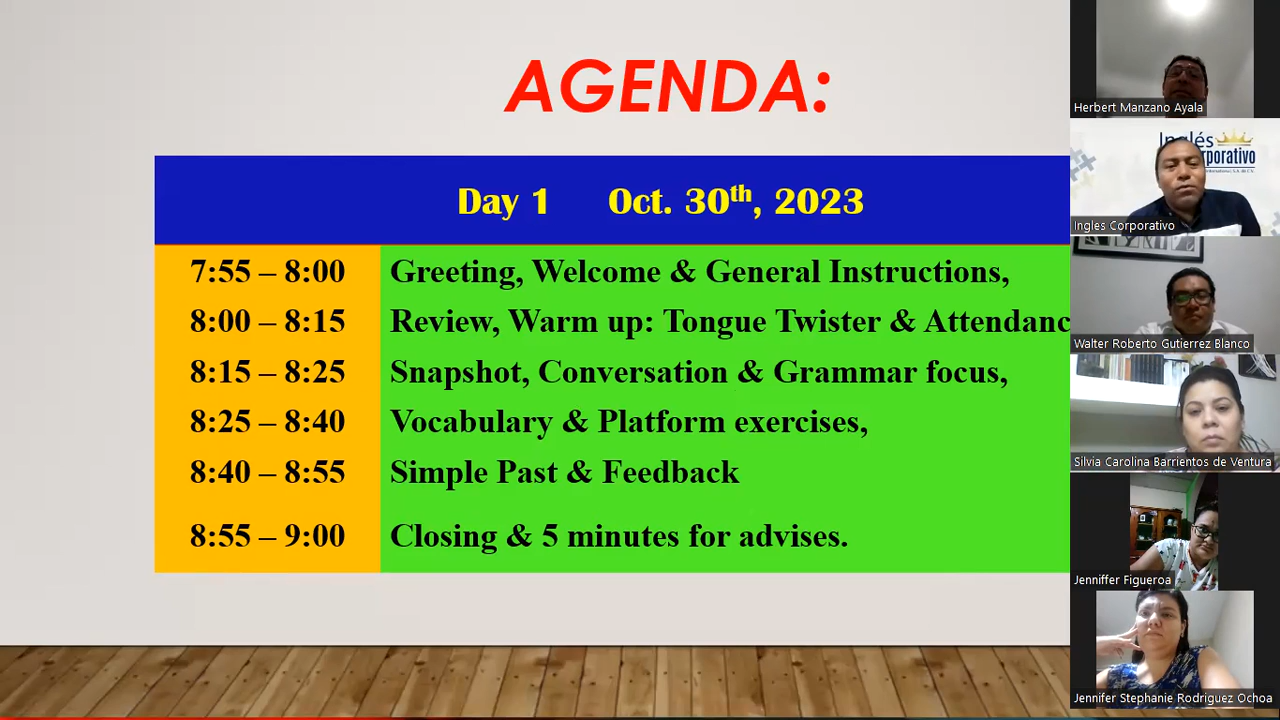 AGENDA:
Day 1 Oct. 30th, 2023
7:55 – 8:00 Greeting, Welcome & General Instructions,
8:00 – 8:15 Review, Warm up: Tongue Twister & Attendanc
8:15 – 8:25 Snapshot, Conversation & Grammar focus,
8:25 – 8:40 Vocabulary & Platform exercises,
8:40 – 8:55 Simple Past & Feedback
8:55 – 9:00 Closing & 5 minutes for advises.
Herbert Manzano Ayala
Inglés
Ingles Corporativo
Walter Roberto Gutierrez Blanco
Silvia Carolina Barrientos de Ventura
Jenniffer Figueroa
Jennifer Stephanie Rodriguez Ochoa